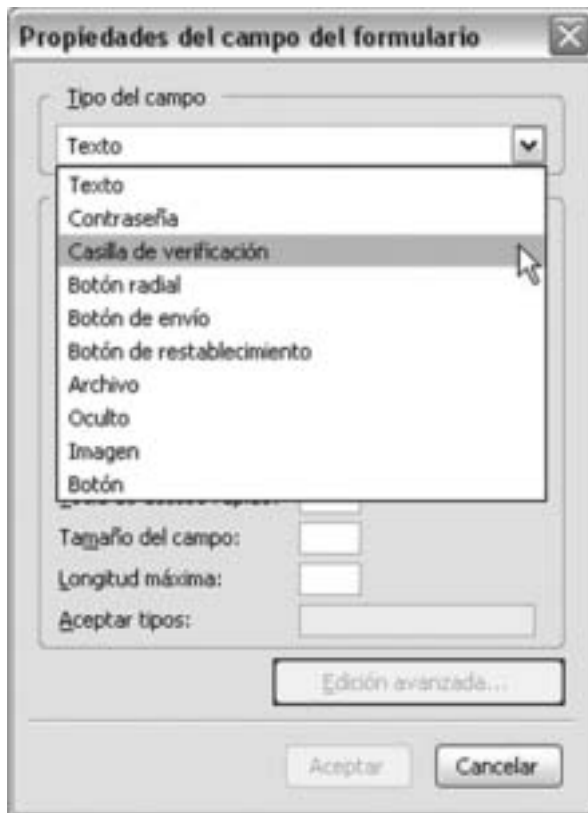 Propiedades del campo del formulario
Tipo del campo
Texto
Texto
Contraseña
Casilla de verificación
Botón radial
Botón de envío
Botón de restablecimiento
Archivo
Oculto
Imagen
Botón
Tamaño del campo:
Longitud máxima:
Aceptar tipos:
Edición avanzada...
Aceptar
Cancelar